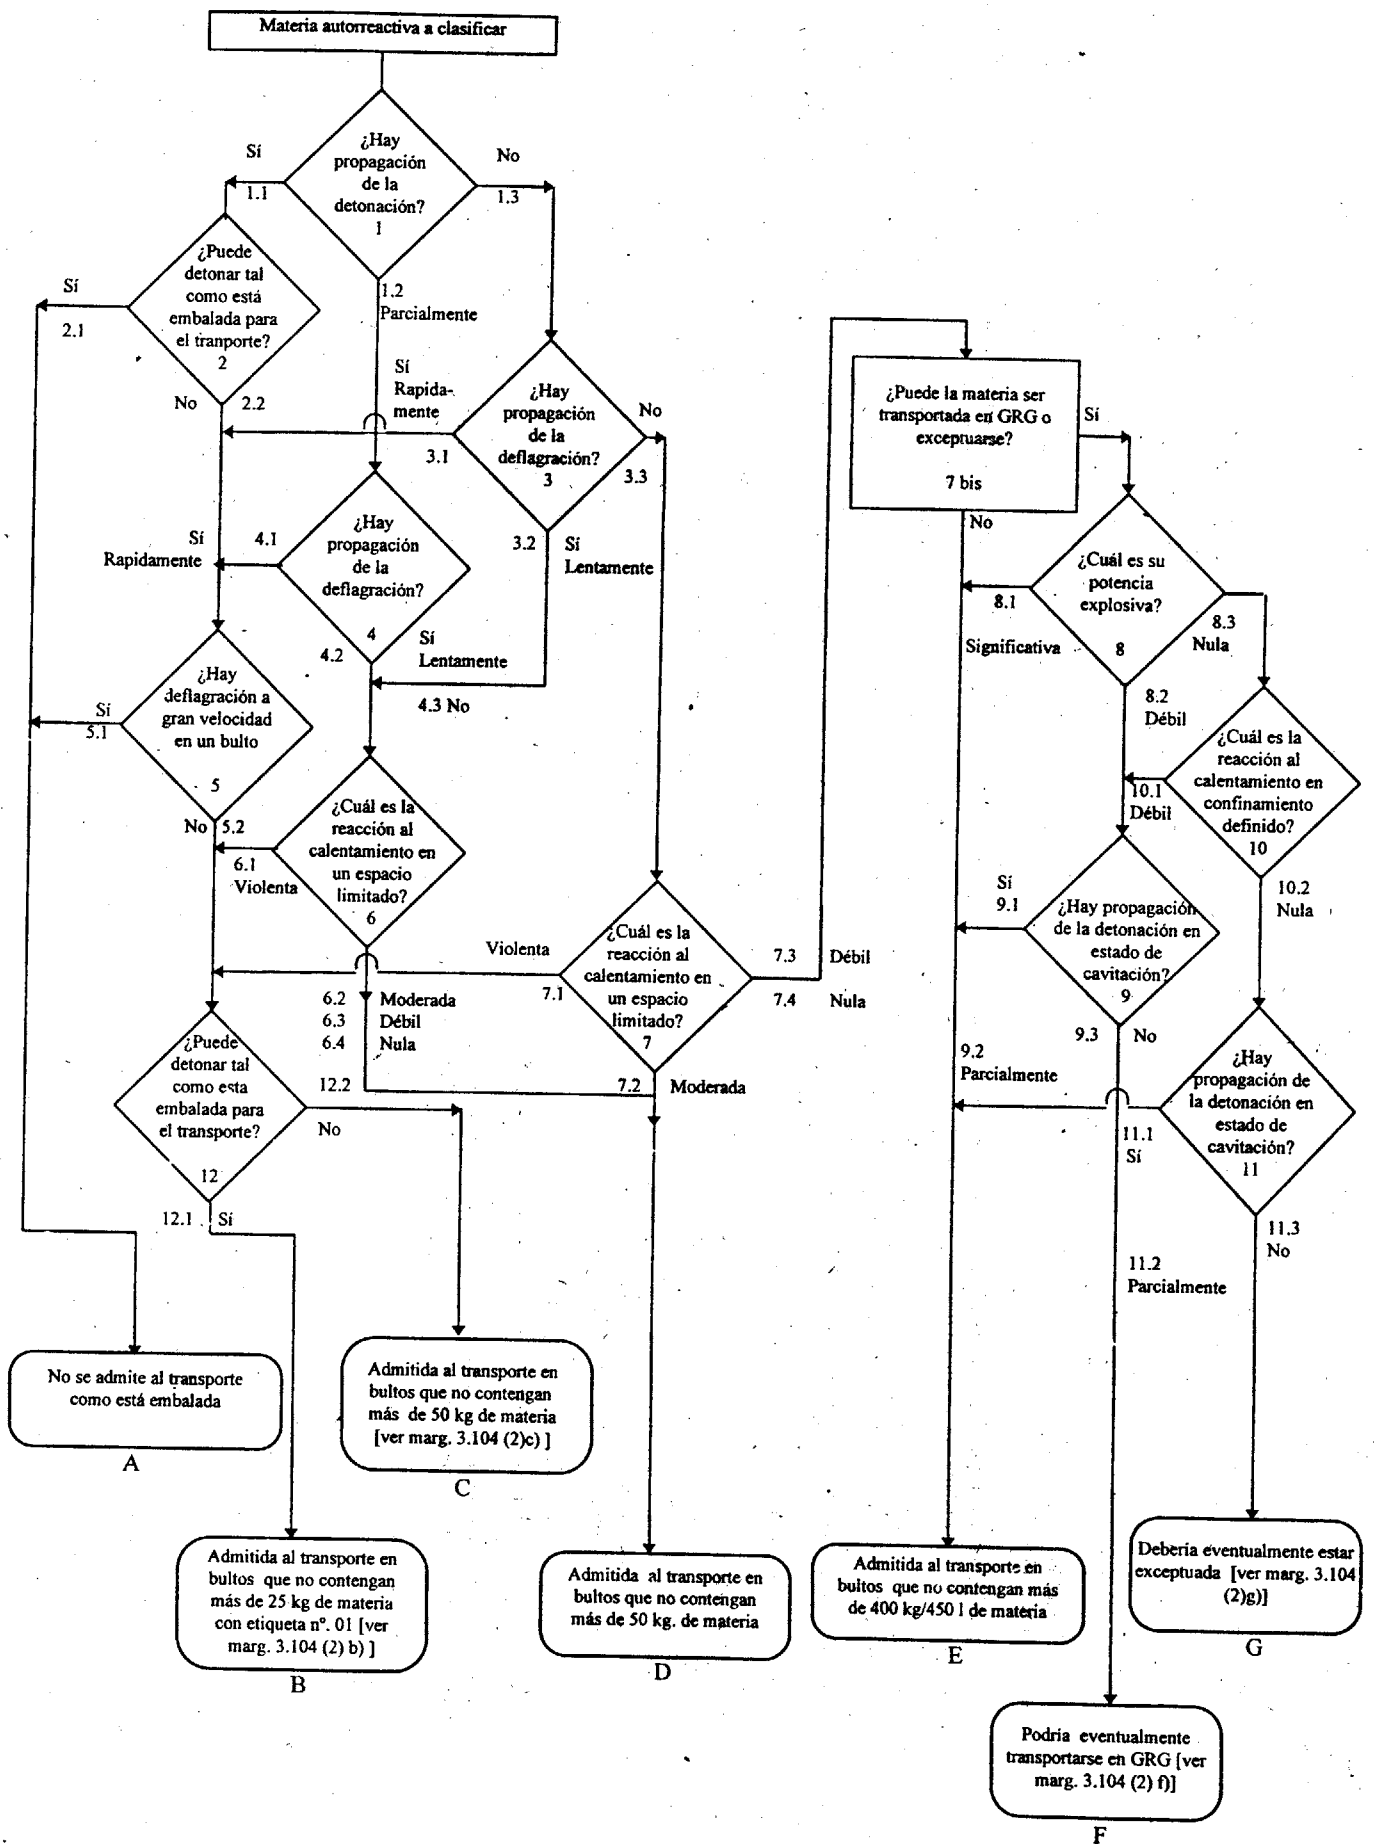 Materia autorreactiva a clasificar
¿Hay
propagación
de la
detonación?
1
Sí
1.1
No
1.3
1.2
Parcialmente
¿Puede
detonar tal
como está
embalada para
el tranporte?
2
Sí
2.1
No
2.2
Sí
Rapida-
mente
3.1
¿Hay
propagación
de la
deflagración?
3
No
3.3
3.2
Sí
Lentamente
¿Hay
propagación
de la
deflagración?
4
4.1
Sí
Rapidamente
4.2
Sí
Lentamente
4.3 No
¿Hay
deflagración a
gran velocidad
en un bulto
5
Sí
5.1
No
5.2
¿Cuál es la
reacción al
calentamiento en
un espacio
limitado?
6
6.1
Violenta
6.2 Moderada
6.3 Débil
6.4 Nula
¿Cuál es la
reacción al
calentamiento en
un espacio
limitado?
7
Violenta
7.1
7.2
Moderada
7.3 Débil
7.4 Nula
¿Puede
detonar tal
como esta
embalada para
el transporte?
12
12.2
No
12.1
Sí
¿Puede la materia ser
transportada en GRG o
exceptuarse?
7 bis
Sí
No
¿Cuál es su
potencia
explosiva?
8
8.1
Significativa
8.3
Nula
8.2
Débil
¿Cuál es la
reacción al
calentamiento en
confinamiento
definido?
10
10.1
Débil
10.2
Nula
¿Hay propagación
de la detonación en
estado de
cavitación?
9
Sí
9.1
9.2
Parcialmente
9.3
No
¿Hay
propagación de
la detonación en
estado de
cavitación?
11
11.1
Sí
11.2
Parcialmente
11.3
No
No se admite al transporte
como está embalada
A
Admitida al transporte en
bultos que no contengan
más de 25 kg de materia
con etiqueta nº. 01 [ver
marg. 3.104 (2) b) ]
B
Admitida al transporte en
bultos que no contengan
más de 50 kg de materia
[ver marg. 3.104 (2)c) ]
C
Admitida al transporte en
bultos que no contengan
más de 50 kg. de materia
D
Admitida al transporte en
bultos que no contengan más
de 400 kg/450 l de materia
E
Podría eventualmente
transportarse en GRG [ver
marg. 3.104 (2) f)]
F
Debería eventualmente estar
exceptuada [ver marg. 3.104
(2)g)]
G